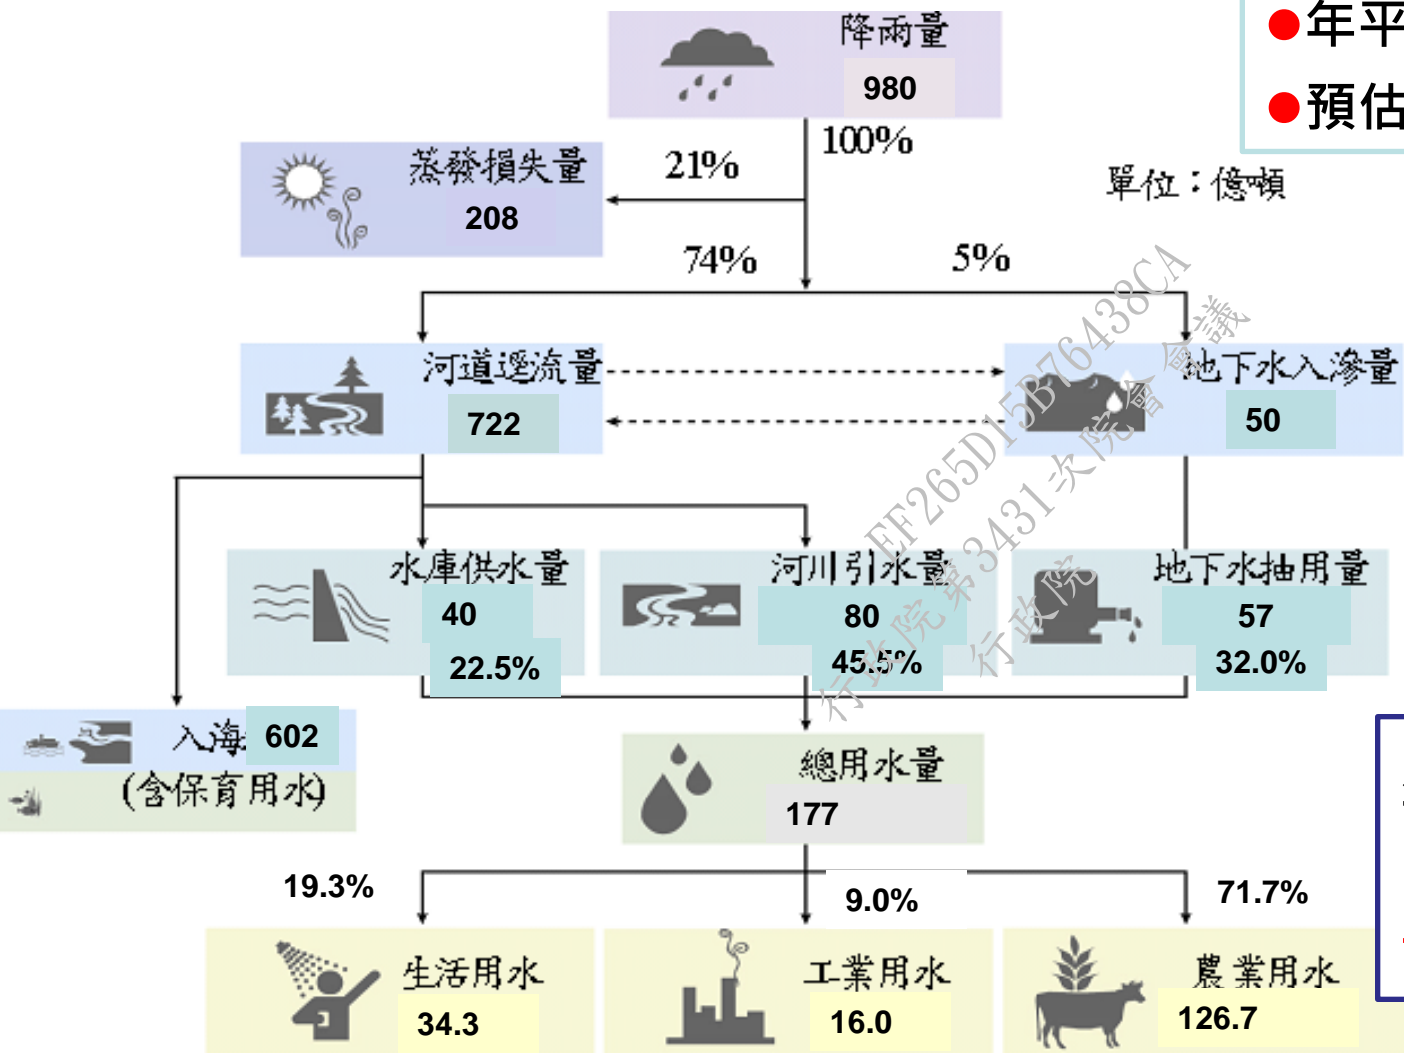 降雨量
980
●年平
●預估
100%
21%
蒸發損失量
208
單位：億噸
74%
5%
河道逕流量
722
地下水入滲量
50
水庫供水量
40
22.5%
河川引水量
80
45.5%
地下水抽用量
57
32.0%
入海
602
(含保育用水)
總用水量
177
19.3%
9.0%
71.7%
生活用水
34.3
工業用水
16.0
農業用水
126.7
EF265D15B76438CA
行政院第3431次院會會議
行政院